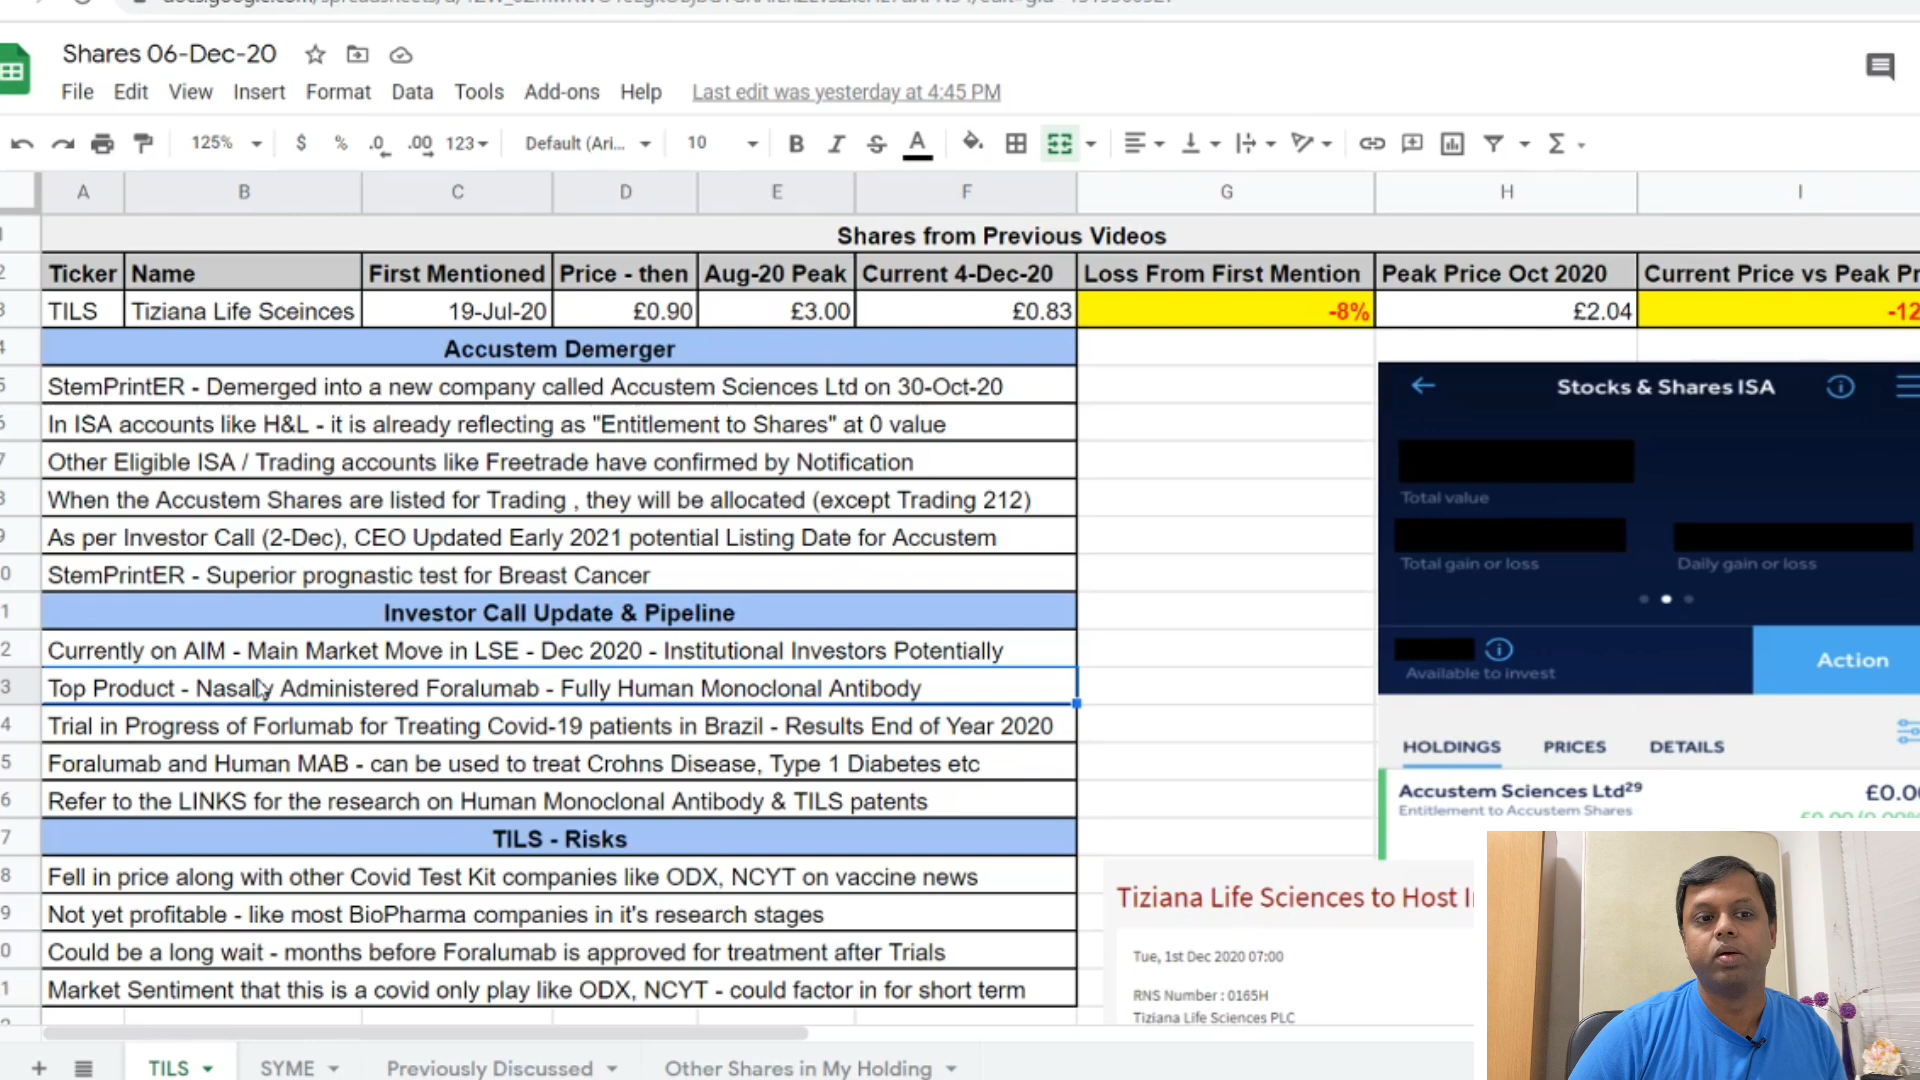 Shares 06-Dec-20
File Edit View Insert Format Data Tools Add-ons Help Last edit was yesterday at 4:45 PM
125% $ % .0 .00 123 Default (Ari... 10 B I S A
A B C D E F G H I
Shares from Previous Videos
Ticker Name First Mentioned Price - then Aug-20 Peak Current 4-Dec-20 Loss From First Mention Peak Price Oct 2020 Current Price vs Peak Pr
TILS Tiziana Life Sceinces 19-Jul-20 £0.90 £3.00 £0.83 -8% £2.04 -12
Accustem Demerger
StemPrintER - Demerged into a new company called Accustem Sciences Ltd on 30-Oct-20
In ISA accounts like H&L - it is already reflecting as "Entitlement to Shares" at 0 value
Other Eligible ISA / Trading accounts like Freetrade have confirmed by Notification
When the Accustem Shares are listed for Trading , they will be allocated (except Trading 212)
As per Investor Call (2-Dec), CEO Updated Early 2021 potential Listing Date for Accustem
StemPrintER - Superior prognastic test for Breast Cancer
Investor Call Update & Pipeline
Currently on AIM - Main Market Move in LSE - Dec 2020 - Institutional Investors Potentially
Top Product - Nasally Administered Foralumab - Fully Human Monoclonal Antibody
Trial in Progress of Forlumab for Treating Covid-19 patients in Brazil - Results End of Year 2020
Foralumab and Human MAB - can be used to treat Crohns Disease, Type 1 Diabetes etc
Refer to the LINKS for the research on Human Monoclonal Antibody & TILS patents
TILS - Risks
Fell in price along with other Covid Test Kit companies like ODX, NCYT on vaccine news
Not yet profitable - like most BioPharma companies in it's research stages
Could be a long wait - months before Foralumab is approved for treatment after Trials
Market Sentiment that this is a covid only play like ODX, NCYT - could factor in for short term
Stocks & Shares ISA
Total value
Total gain or loss Daily gain or loss
Available to invest Action
HOLDINGS PRICES DETAILS
Accustem Sciences Ltd29 £0.0
Entitlement to Accustem Shares
Tiziana Life Sciences to Host I
Tue, 1st Dec 2020 07:00
RNS Number : 0165H
Tiziana Life Sciences PLC
TILS SYME Previously Discussed Other Shares in My Holding